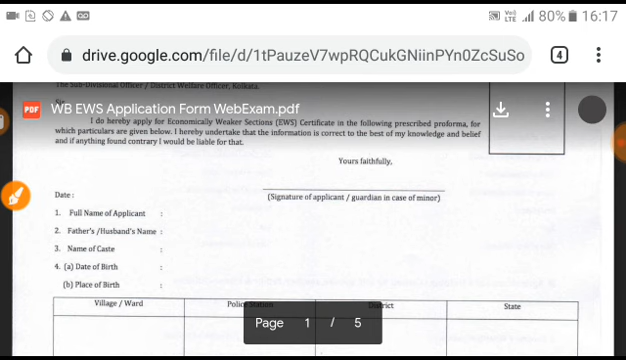 Vo))
LTE
80%
16:17
drive.google.com/file/d/1tPauzeV7wpRQCukGNiinPYn0ZcSuSo
4
The Sub-Divisional Officer / District Welfare Officer, Kolkata.
Sir,
PDF
WB EWS Application Form WebExam.pdf
I do hereby apply for Economically Weaker Sections (EWS) Certificate in the following prescribed proforma, for
which particulars are given below. I hereby undertake that the information is correct to the best of my knowledge and belief
and if anything found contrary I would be liable for that.
Yours faithfully,
Date :
(Signature of applicant / guardian in case of minor)
1. Full Name of Applicant :
2. Father's /Husband's Name :
3. Name of Caste :
4. (a) Date of Birth :
(b) Place of Birth :
Village / Ward Police Station District State
Page 1 / 5